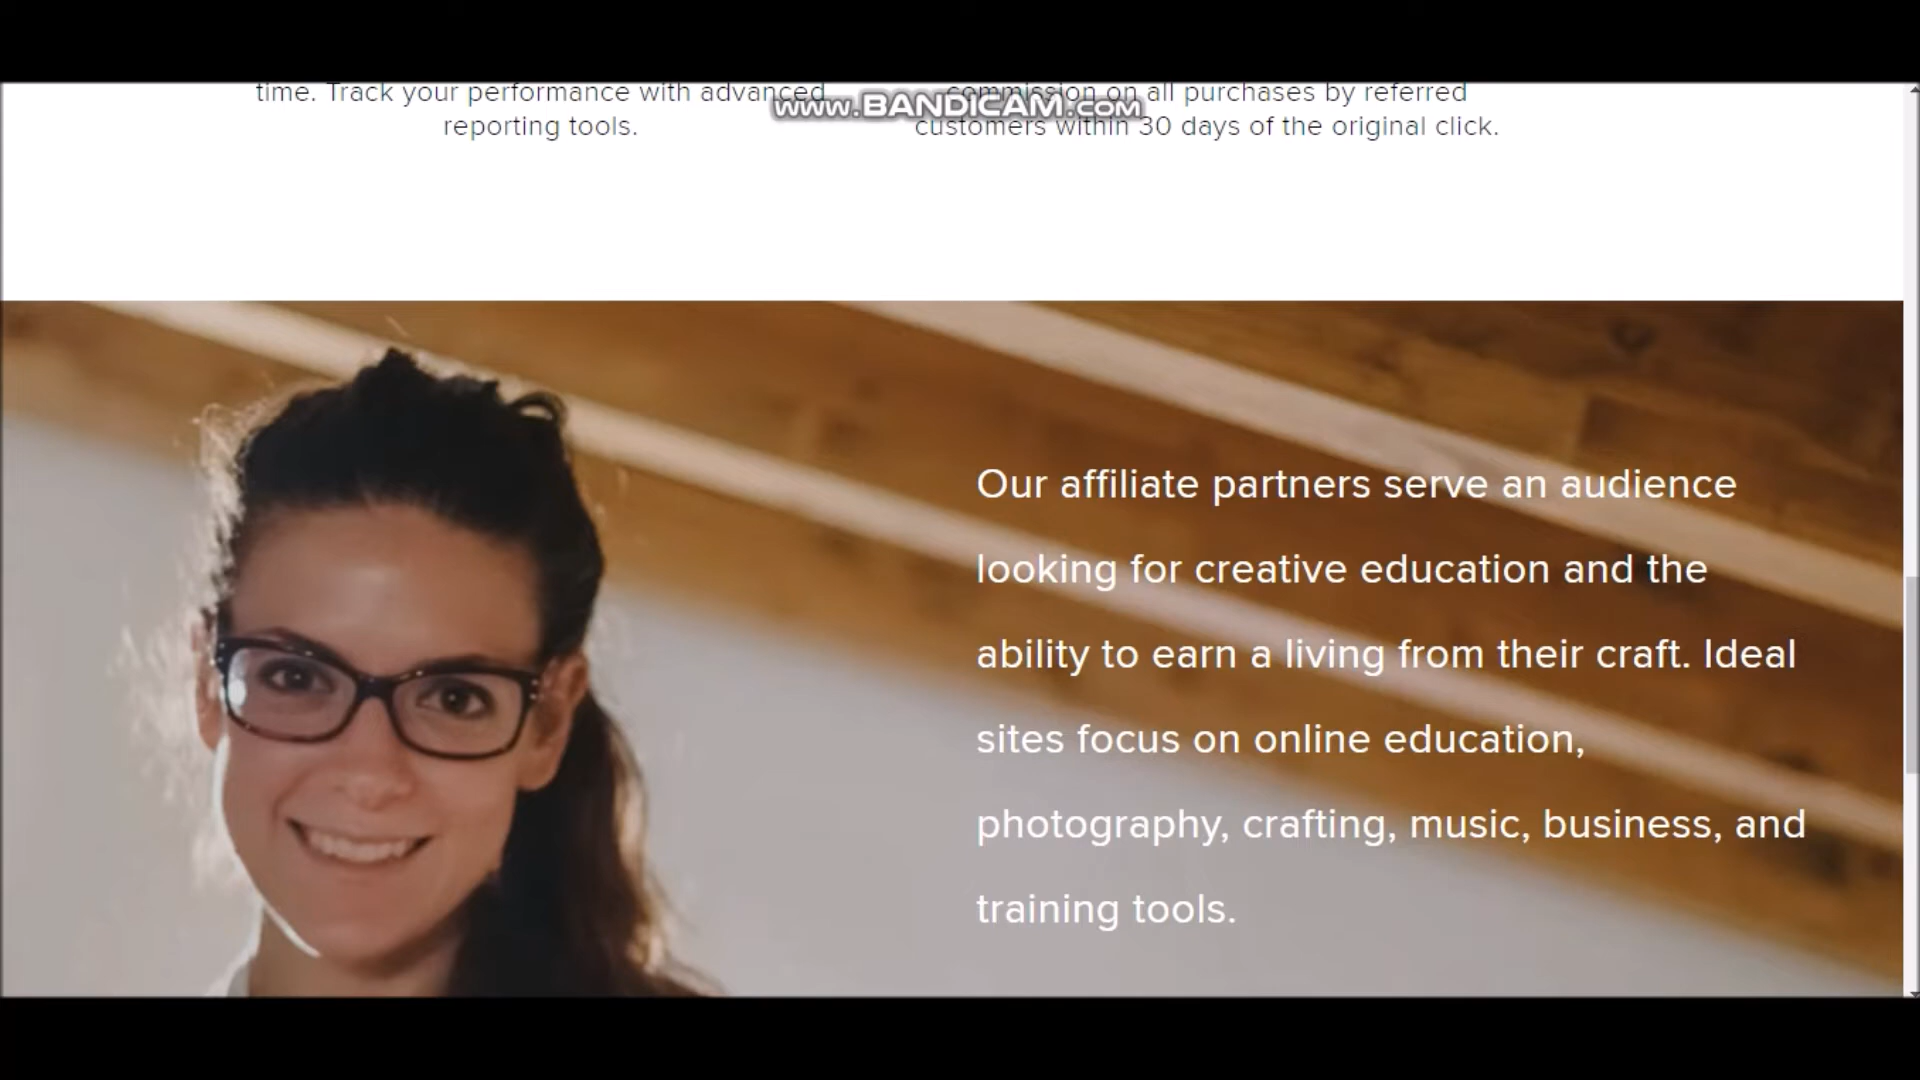 time. Track your performance with advanced
reporting tools.
commission on all purchases by referred
customers within 30 days of the original click.
www.BANDICAM.com
Our affiliate partners serve an audience
looking for creative education and the
ability to earn a living from their craft. Ideal
sites focus on online education,
photography, crafting, music, business, and
training tools.